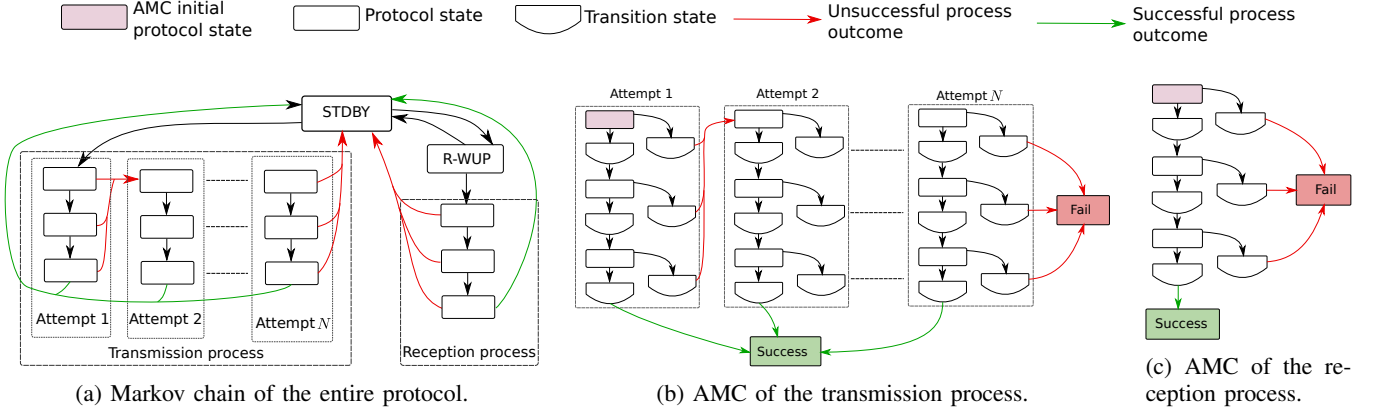 AMC initial
protocol state
Protocol state
Transition state
Unsuccessful process
outcome
Successful process
outcome
STDBY
R-WUP
Attempt 1
Attempt 2
Attempt N
Transmission process
Reception process
(a) Markov chain of the entire protocol.
Attempt 1
Attempt 2
Attempt N
Fail
Success
(b) AMC of the transmission process.
Fail
Success
(c) AMC of the re-
ception process.